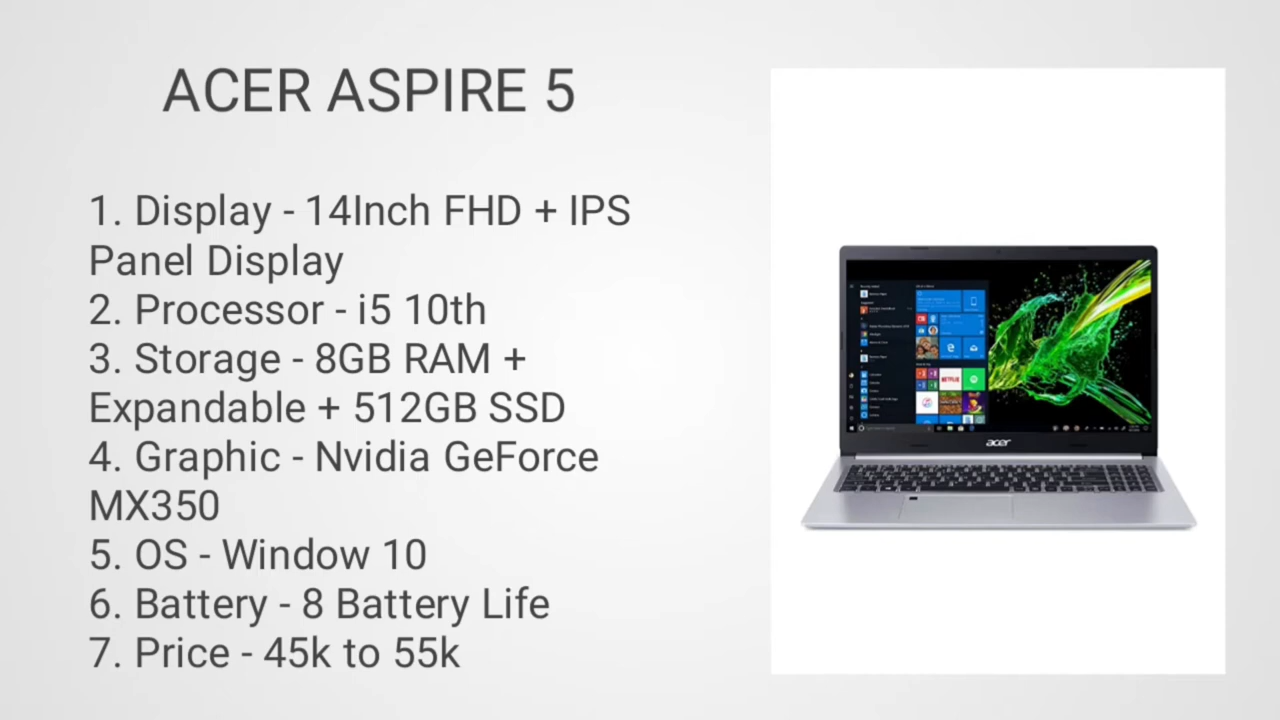 ACER ASPIRE 5
1. Display - 14Inch FHD + IPS
Panel Display
2. Processor - i5 10th
3. Storage - 8GB RAM +
Expandable + 512GB SSD
4. Graphic - Nvidia GeForce
MX350
5. OS - Window 10
6. Battery - 8 Battery Life
7. Price - 45k to 55k
NETFLIX
acer